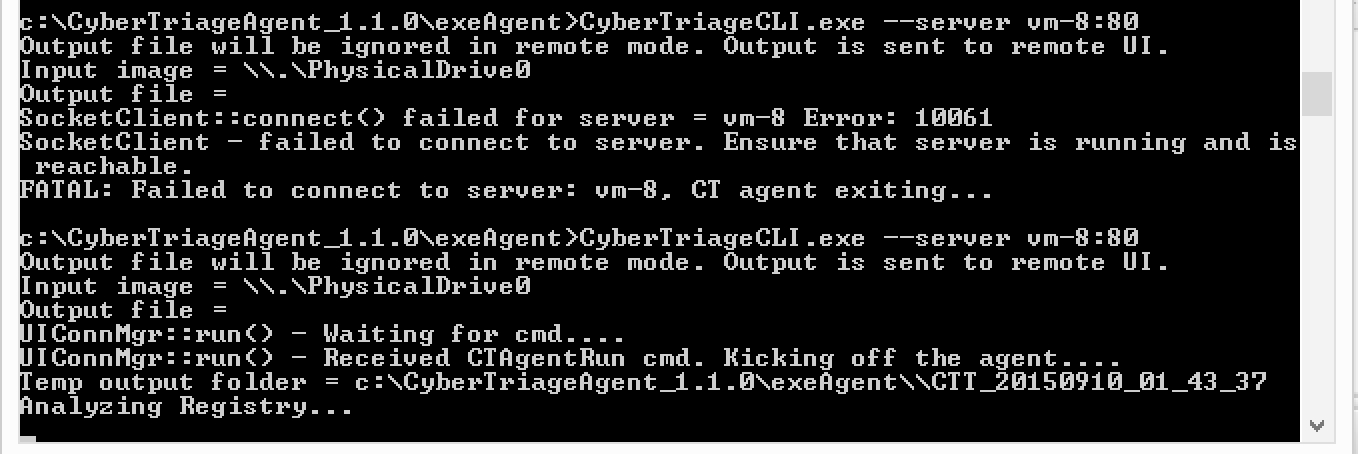 c:\CyberTriageAgent_1.1.0\exeAgent>CyberTriageCLI.exe --server vm-8:80
Output file will be ignored in remote mode. Output is sent to remote UI.
Input image = \\.\PhysicalDrive0
Output file =
SocketClient::connect() failed for server = vm-8 Error: 10061
SocketClient - failed to connect to server. Ensure that server is running and is
 reachable.
FATAL: Failed to connect to server: vm-8, CT agent exiting...
c:\CyberTriageAgent_1.1.0\exeAgent>CyberTriageCLI.exe --server vm-8:80
Output file will be ignored in remote mode. Output is sent to remote UI.
Input image = \\.\PhysicalDrive0
Output file =
UIConnMgr::run() - Waiting for cmd....
UIConnMgr::run() - Received CTAgentRun cmd. Kicking off the agent....
Temp output folder = c:\CyberTriageAgent_1.1.0\exeAgent\\CTT_20150910_01_43_37
Analyzing Registry...